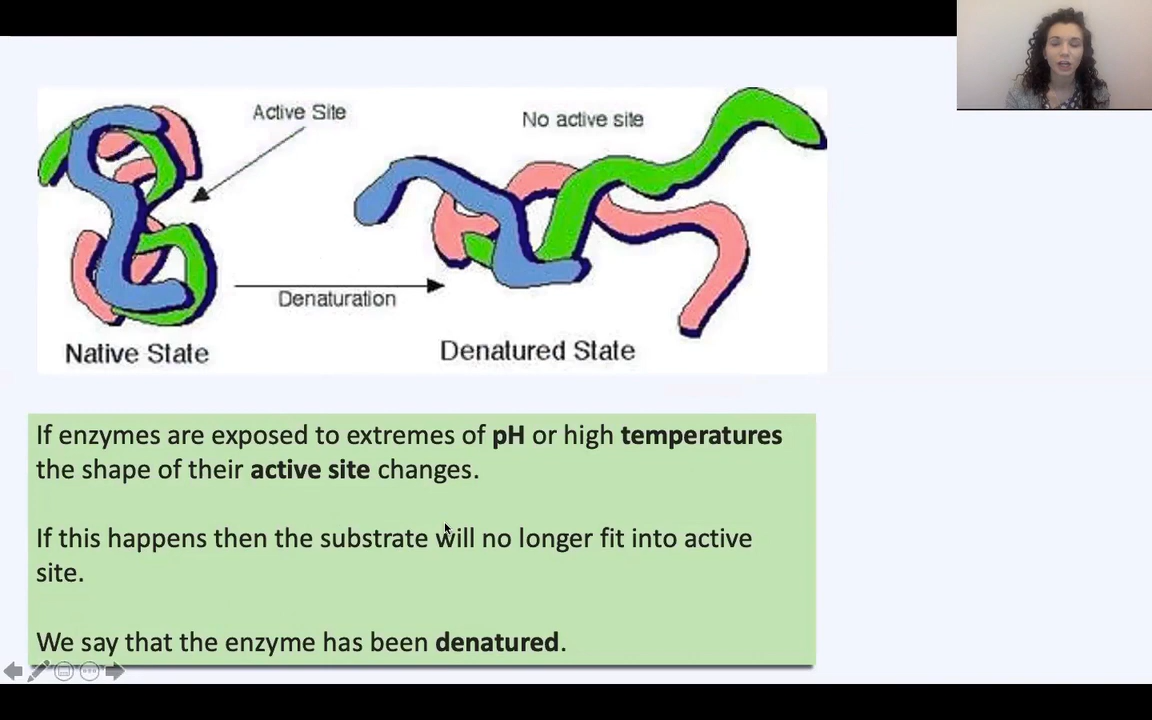 Active Site
No active site
Denaturation
Native State
Denatured State
If enzymes are exposed to extremes of pH or high temperatures
the shape of their active site changes.
If this happens then the substrate will no longer fit into active
site.
We say that the enzyme has been denatured.